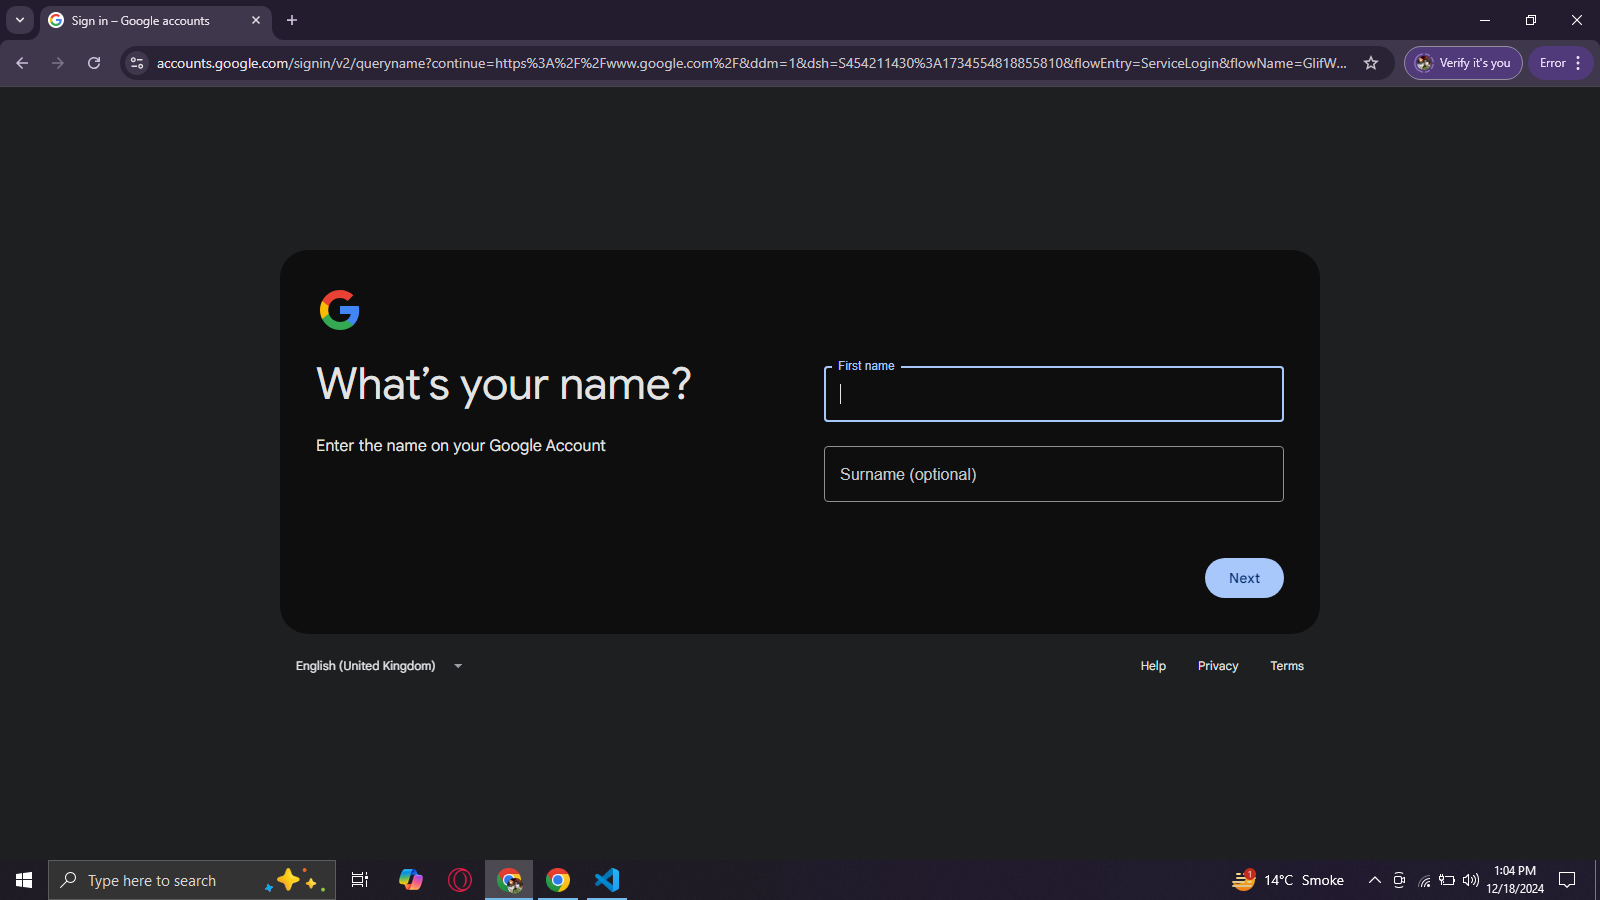 Sign in – Google accounts
accounts.google.com/signin/v2/queryname?continue=https%3A%2F%2Fwww.google.com%2F&ddm=1&dsh=S454211430%3A1734554818855810&flowEntry=ServiceLogin&flowName=GlifW...
Verify it's you
Error
What's your name?
Enter the name on your Google Account
First name
Surname (optional)
Next
English (United Kingdom)
Help
Privacy
Terms
Type here to search
1
14°C Smoke
1:04 PM
12/18/2024